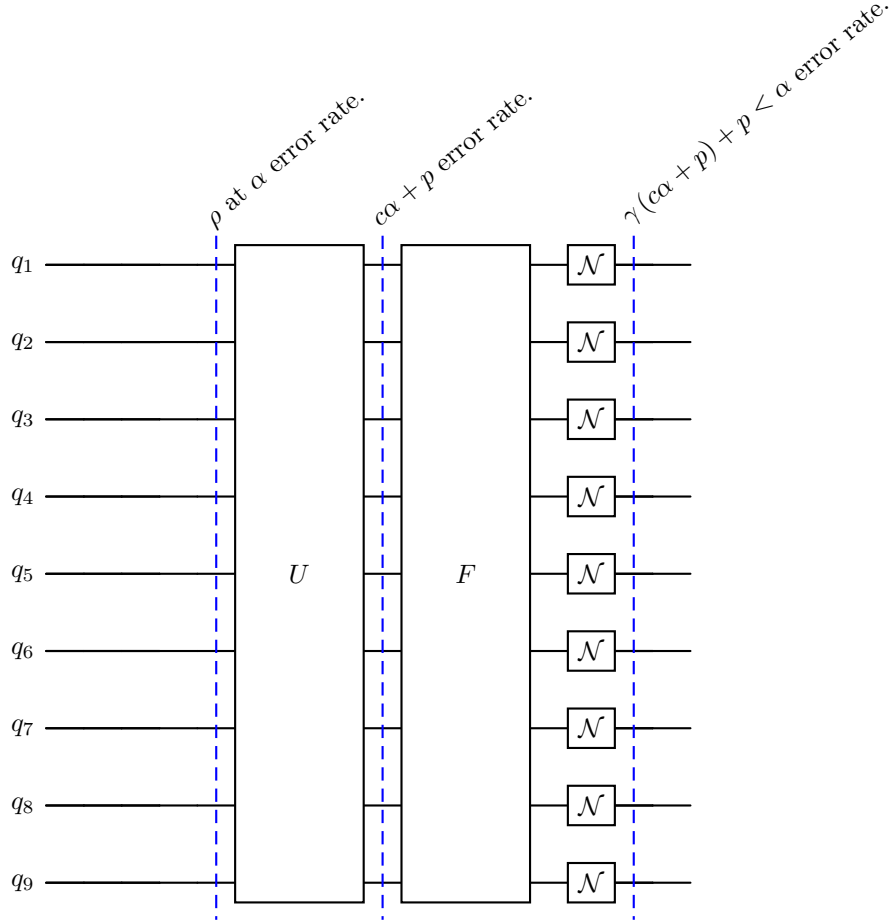 ρ at α error rate.
cα + p error rate.
γ (cα + p) + p < α error rate.
q₁
𝒩
q₂
𝒩
q₃
𝒩
q₄
𝒩
q₅
U
F
𝒩
q₆
𝒩
q₇
𝒩
q₈
𝒩
q₉
𝒩